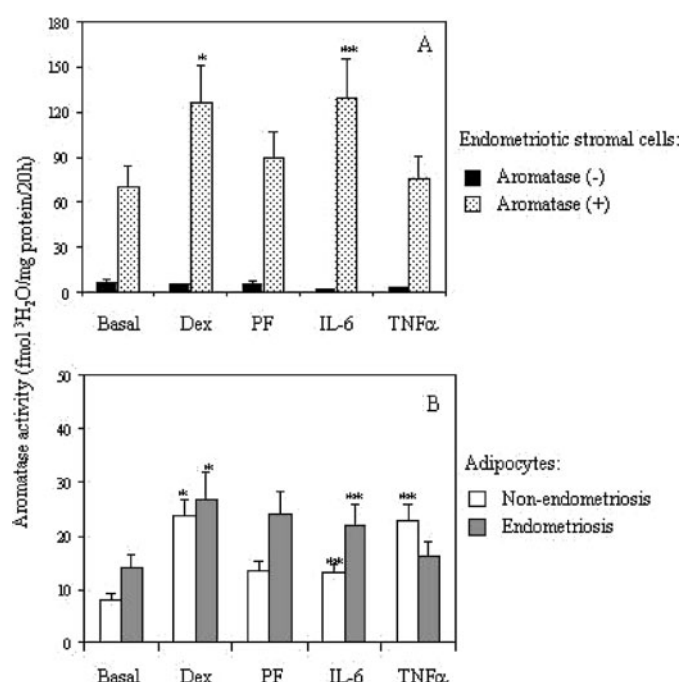 Aromatase activity (fmol ³H₂O/mg protein/20h)
180
150
120
90
60
30
0
A
*
**
Basal Dex PF IL-6 TNFα
Endometriotic stromal cells:
Aromatase (-)
Aromatase (+)
50
40
30
20
10
0
B
* * ** ** **
Basal Dex PF IL-6 TNFα
Adipocytes:
Non-endometriosis
Endometriosis